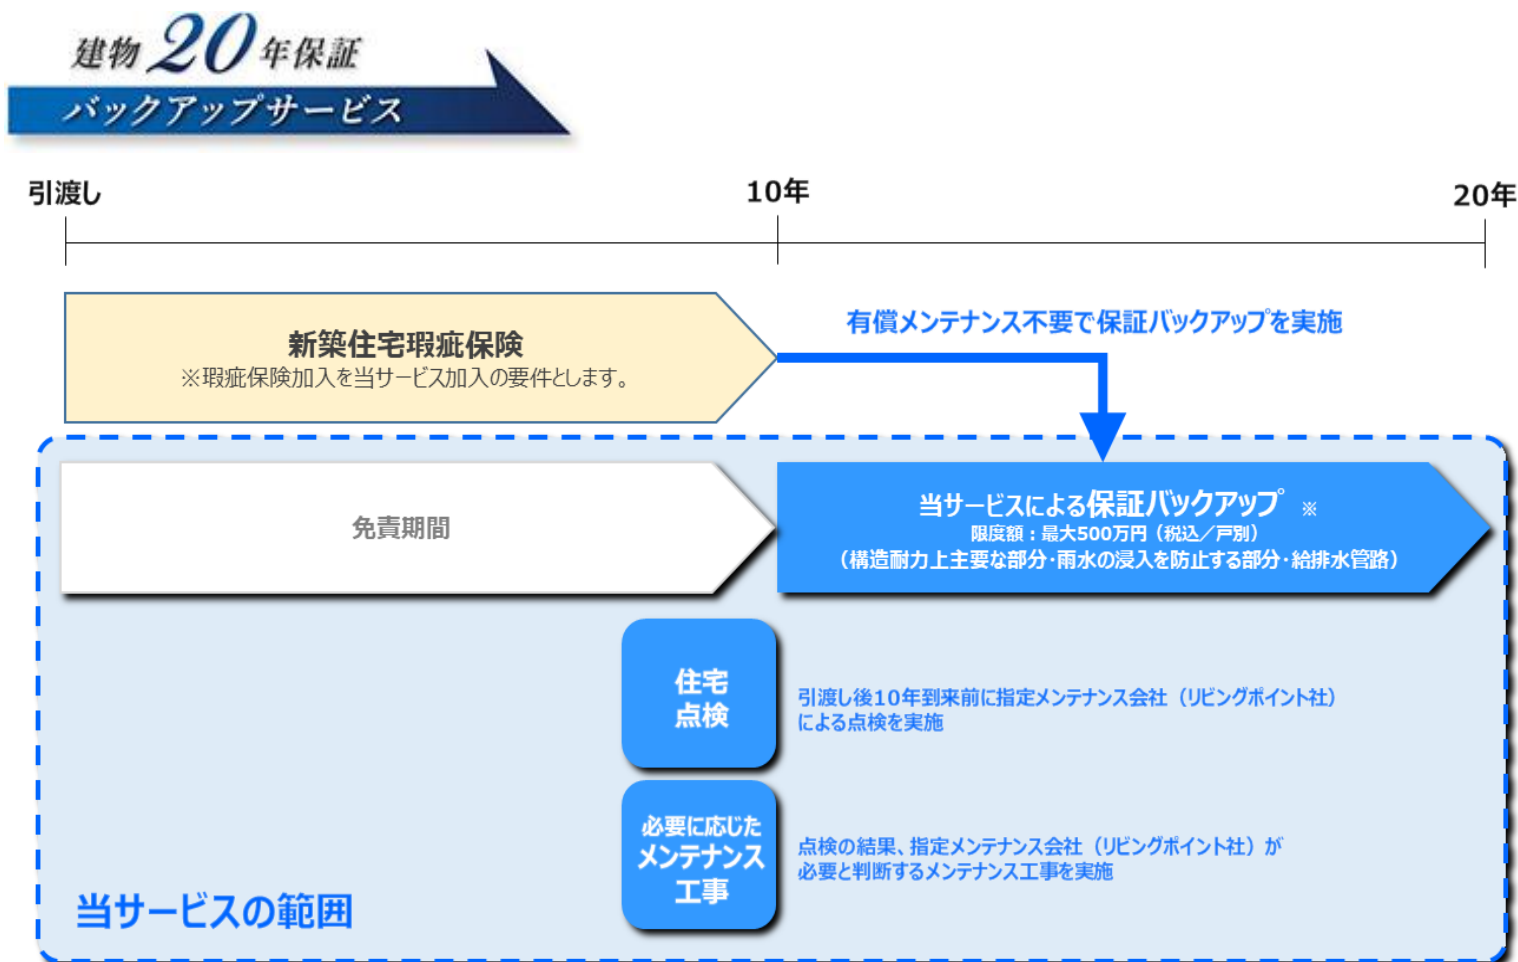 建物20年保証
バックアップサービス
引渡し
10年
20年
新築住宅瑕疵保険
※瑕疵保険加入を当サービス加入の要件とします。
有償メンテナンス不要で保証バックアップを実施
免責期間
当サービスによる保証バックアップ ※
限度額：最大500万円（税込／戸別）
（構造耐力上主要な部分・雨水の浸入を防止する部分・給排水管路）
住宅
点検
引渡し後10年到来前に指定メンテナンス会社（リビングポイント社）
による点検を実施
必要に応じた
メンテナンス
工事
点検の結果、指定メンテナンス会社（リビングポイント社）が
必要と判断するメンテナンス工事を実施
当サービスの範囲